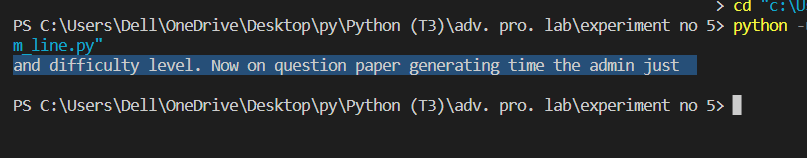 > cd "c:\U
PS C:\Users\Dell\OneDrive\Desktop\py\Python (T3)\adv. pro. lab\experiment no 5> python -
m_line.py"
and difficulty level. Now on question paper generating time the admin just
PS C:\Users\Dell\OneDrive\Desktop\py\Python (T3)\adv. pro. lab\experiment no 5>